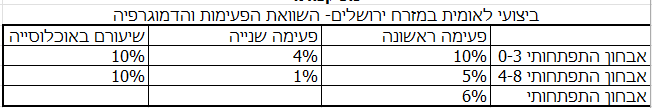 ביצועי לאומית במזרח ירושלים- השוואת הפעימות והדמוגרפיה
פעימה ראשונה פעימה שנייה שיעורם באוכלוסייה
אבחון התפתחותי 0-3 10% 4% 10%
אבחון התפתחותי 4-8 5% 1% 10%
אבחון התפתחותי 6%